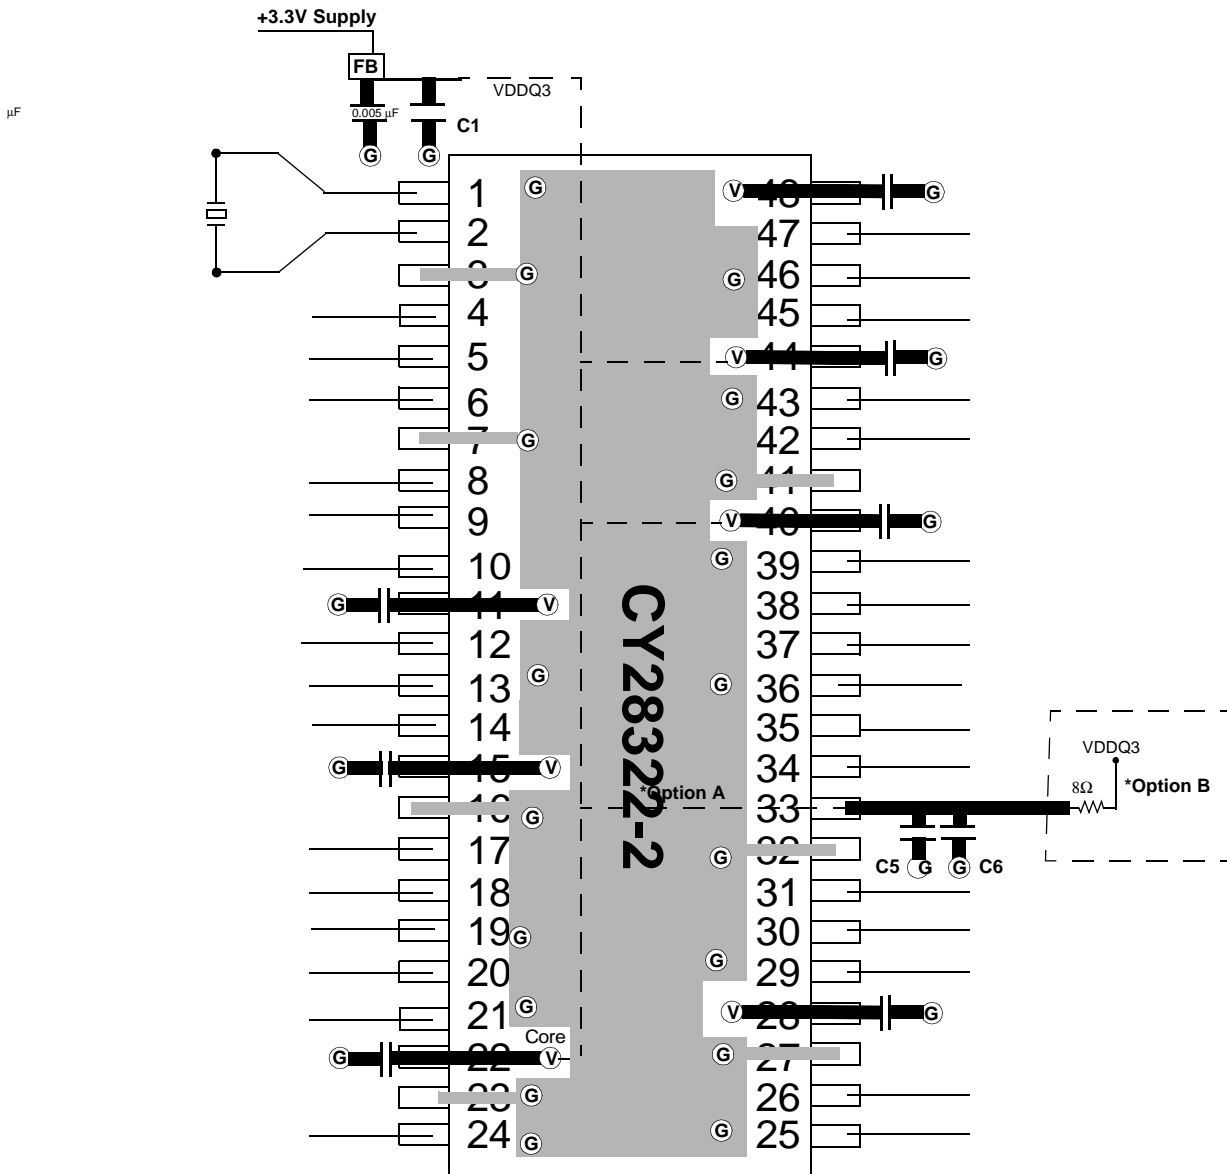 +3.3V Supply
FB
VDDQ3
µF
0.005 µF
C1
G G
1 G V 48 G
2 47
3 G G 46
4 45
5 V 44 G
6 G 43
7 G 42
8 G 41
9 V 40 G
10 G 39
G 11 V 38
12 37
13 G G 36
14 35
G 15 V 34
CY28322-2
VDDQ3
8Ω
*Option B
*Option A
16 G 33
17 G 32
C5 G G C6
18 31
19 G 30
20 G 29
21 G V 28 G
Core
G 22 V G 27
23 G 26
24 G G 25